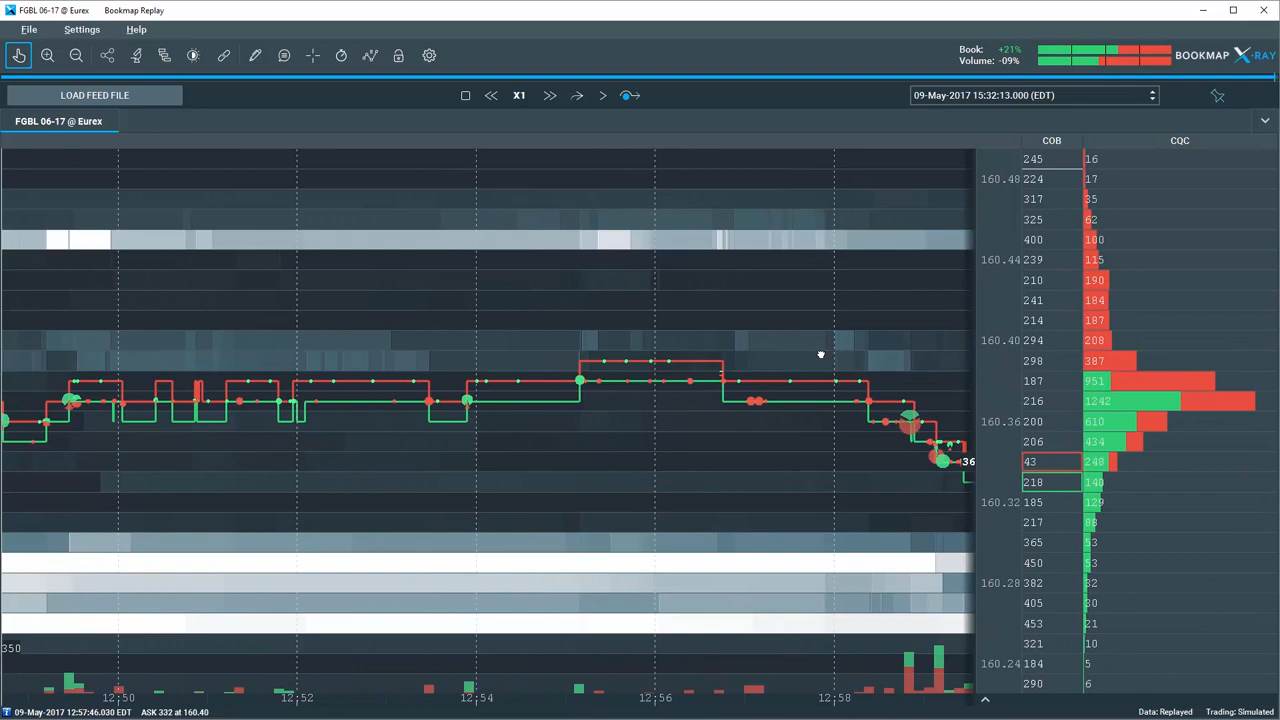 FGBL 06-17 @ Eurex Bookmap Replay
File Settings Help
Book: +21%
Volume: -09%
BOOKMAP X-RAY
LOAD FEED FILE
X1
09-May-2017 15:32:13.000 (EDT)
FGBL 06-17 @ Eurex
COB CQC
245 16
160.48 224 17
317 35
325 62
400 100
160.44 239 115
210 190
241 184
214 187
160.40 294 208
298 387
187 951
216 1242
160.36 200 610
206 434
36 43 248
218 140
160.32 185 129
217 88
365 53
450 53
160.28 382 32
405 30
453 21
350 321 10
160.24 184 5
290 6
12:50 12:52 12:54 12:56 12:58
09-May-2017 12:57:46.030 EDT ASK 332 at 160.40 Data: Replayed Trading: Simulated